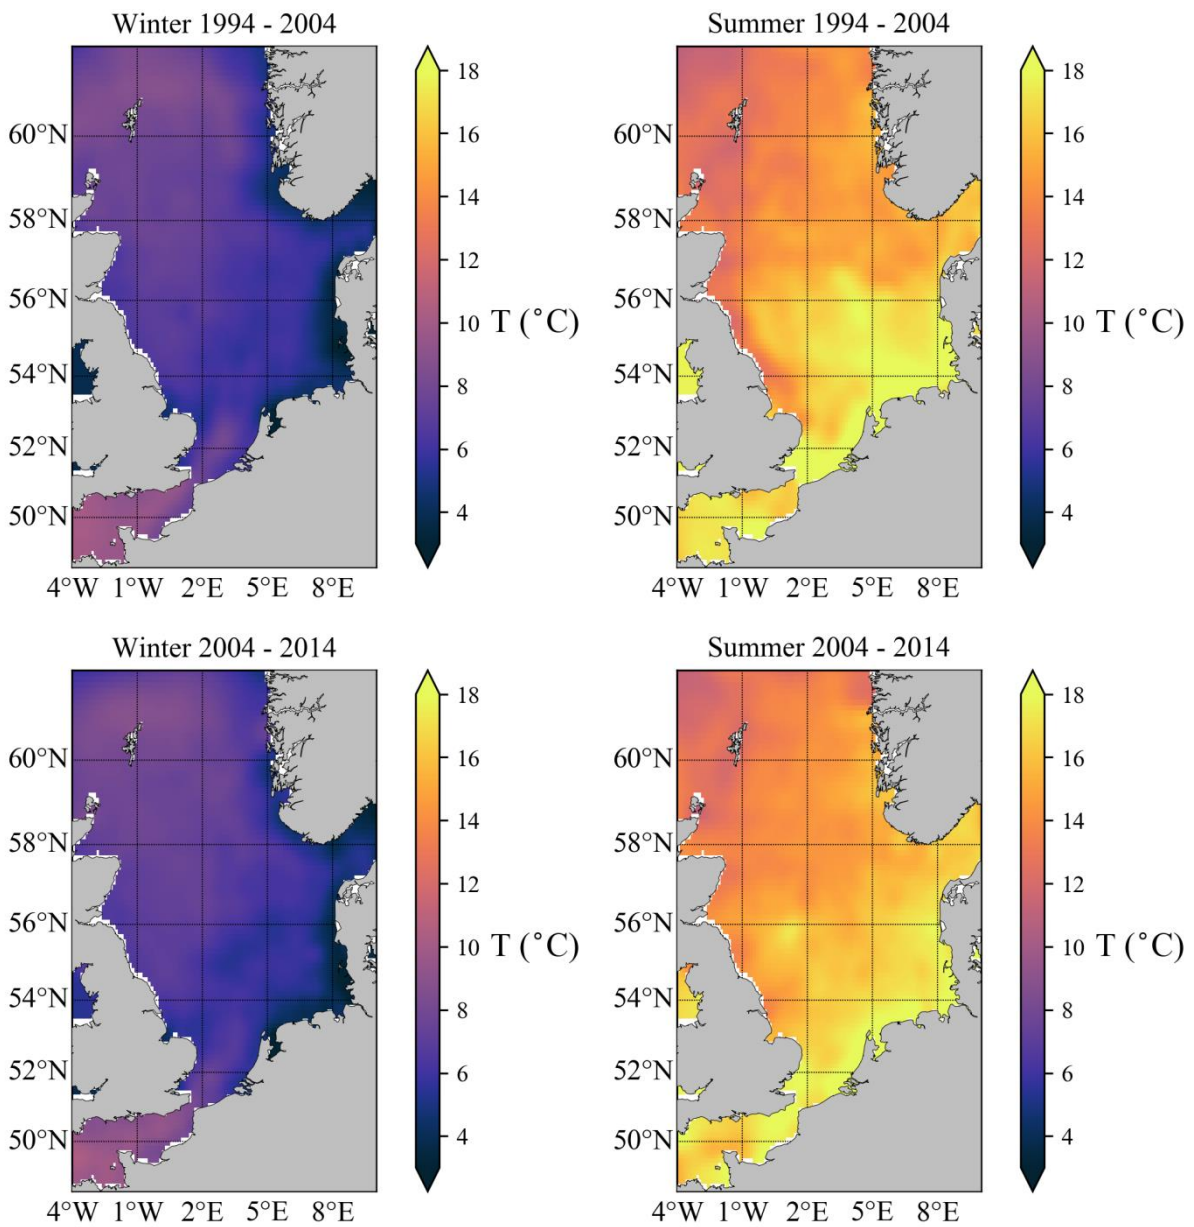 Winter 1994 - 2004
60°N
58°N
56°N
54°N
52°N
50°N
4°W 1°W 2°E 5°E 8°E
18
16
14
12
10
8
6
4
T (°C)
Summer 1994 - 2004
60°N
58°N
56°N
54°N
52°N
50°N
4°W 1°W 2°E 5°E 8°E
18
16
14
12
10
8
6
4
T (°C)
Winter 2004 - 2014
60°N
58°N
56°N
54°N
52°N
50°N
4°W 1°W 2°E 5°E 8°E
18
16
14
12
10
8
6
4
T (°C)
Summer 2004 - 2014
60°N
58°N
56°N
54°N
52°N
50°N
4°W 1°W 2°E 5°E 8°E
18
16
14
12
10
8
6
4
T (°C)